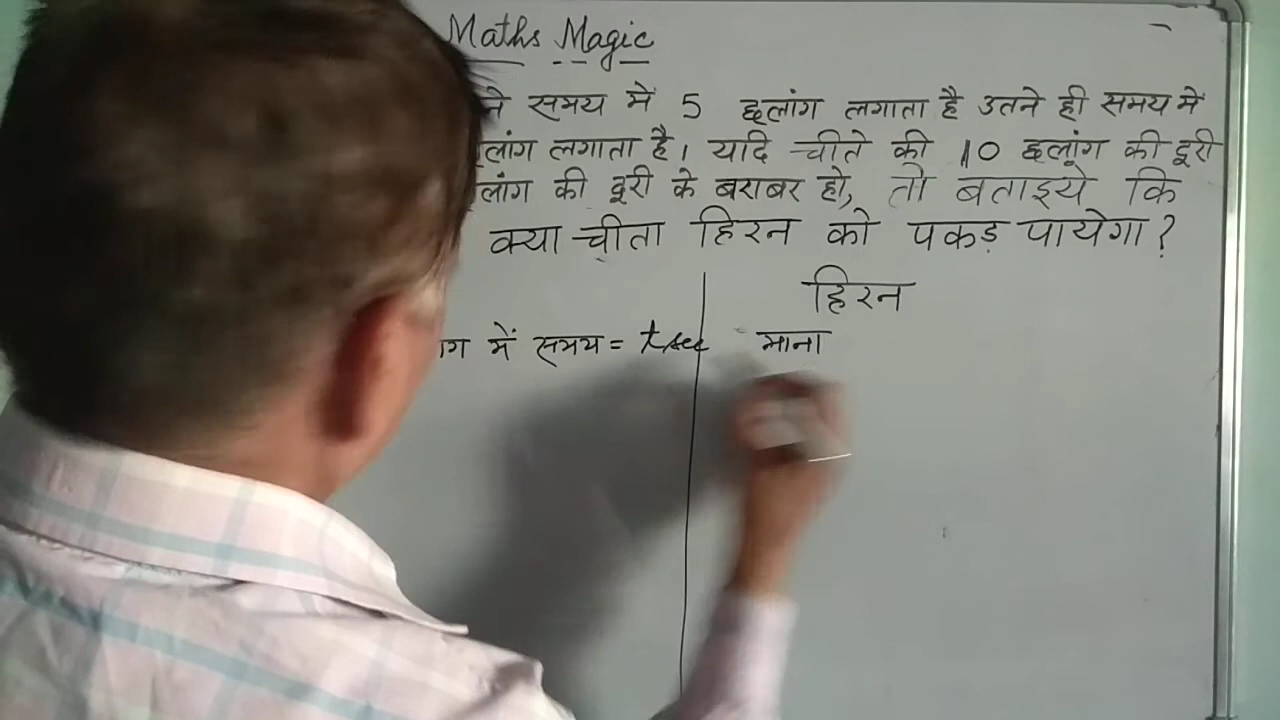 Maths Magic
समय में 5 छलांग लगाता है उतने ही समय में
लगाता है। यदि चीते की 10 छलांग की दूरी
की दूरी के बराबर हो, तो बताइये कि
क्या चीता हिरन को पकड़ पायेगा?
हिरन
में समय = t sec माना